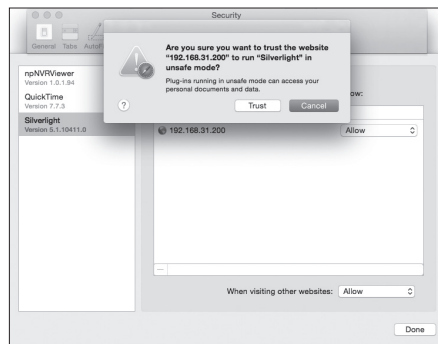 Security
General Tabs
Are you sure you want to trust the website
“192.168.31.200” to run “Silverlight” in
unsafe mode?
Plug-ins running in unsafe mode can access your
personal documents and data.
?
Trust
Cancel
npNVRViewer
Version 1.0.1.94
QuickTime
Version 7.7.3
Silverlight
Version 5.1.10411.0
ow:
192.168.31.200
Allow
When visiting other websites:
Allow
Done